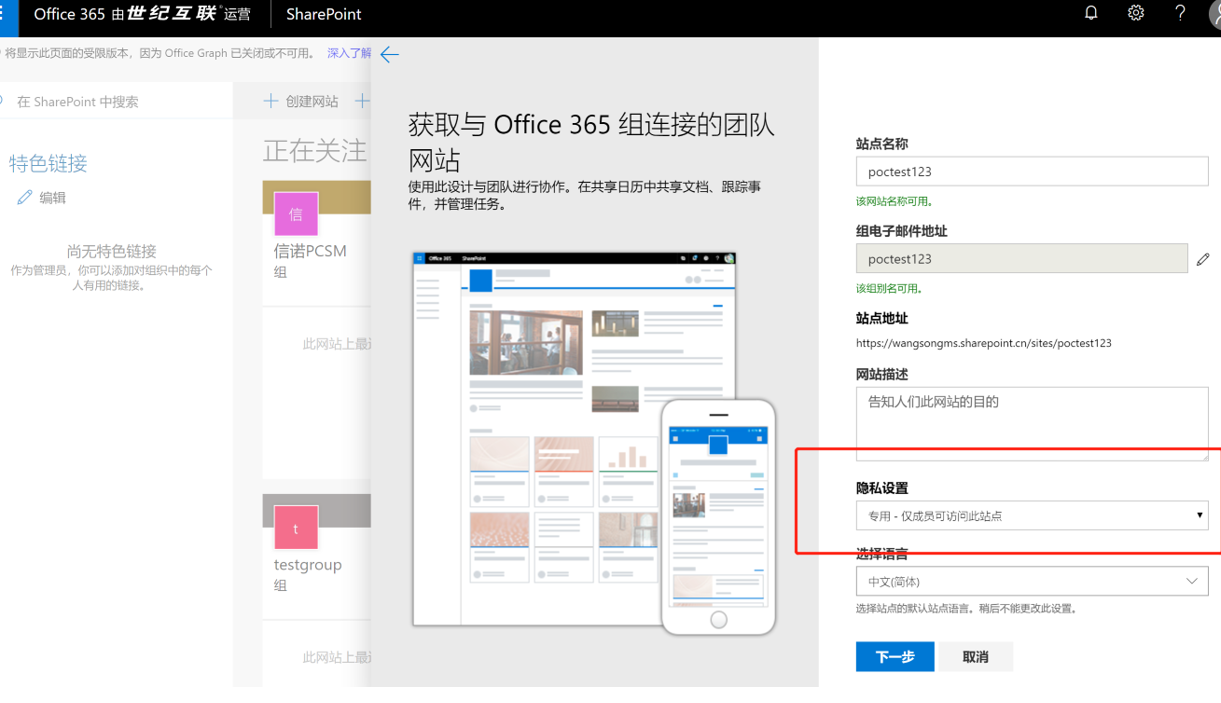 Office 365 由世纪互联运营
SharePoint
将显示此页面的受限版本，因为 Office Graph 已关闭或不可用。 深入了解
在 SharePoint 中搜索
特色链接
编辑
尚无特色链接
作为管理员，你可以添加对组织中的每个
人有用的链接。
创建网站
正在关注
信
信诺PCSM
组
此网站上最
t
testgroup
组
此网站上最
获取与 Office 365 组连接的团队
网站
使用此设计与团队进行协作。在共享日历中共享文档、跟踪事
件，并管理任务。
Office 365 SharePoint
站点名称
poctest123
该网站名称可用。
组电子邮件地址
poctest123
该组别名可用。
站点地址
https://wangsongms.sharepoint.cn/sites/poctest123
网站描述
告知人们此网站的目的
隐私设置
专用 - 仅成员可访问此站点
选择语言
中文(简体)
选择站点的默认站点语言。稍后不能更改此设置。
下一步
取消